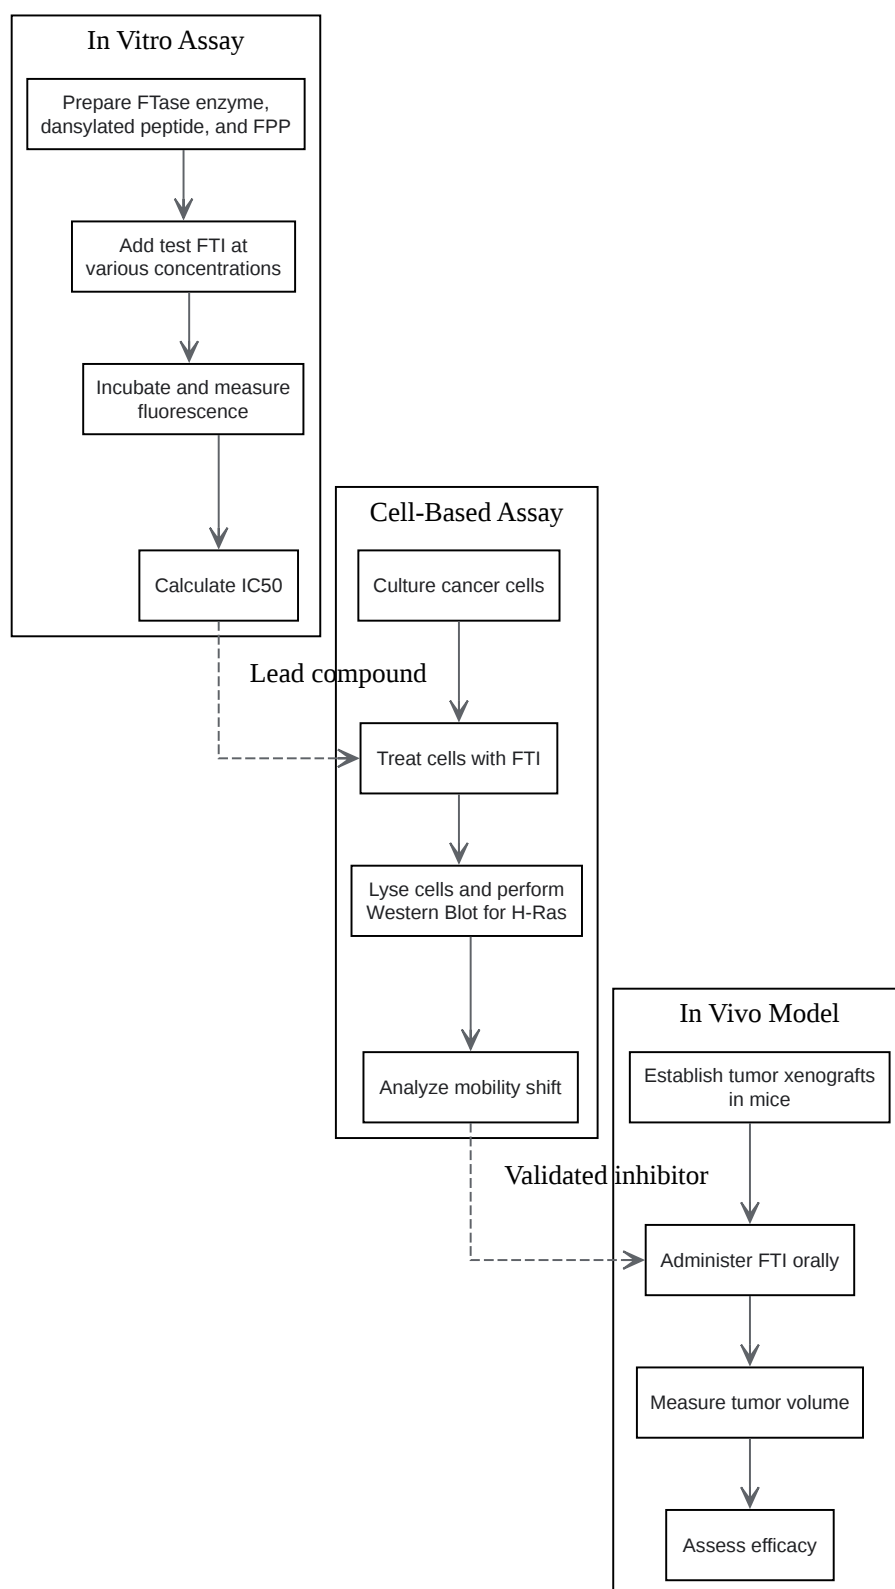 In Vitro Assay
Prepare FTase enzyme,
dansylated peptide, and FPP
Add test FTI at
various concentrations
Incubate and measure
fluorescence
Calculate IC50
Lead compound
Cell-Based Assay
Culture cancer cells
Treat cells with FTI
Lyse cells and perform
Western Blot for H-Ras
Analyze mobility shift
Validated inhibitor
In Vivo Model
Establish tumor xenografts
in mice
Administer FTI orally
Measure tumor volume
Assess efficacy